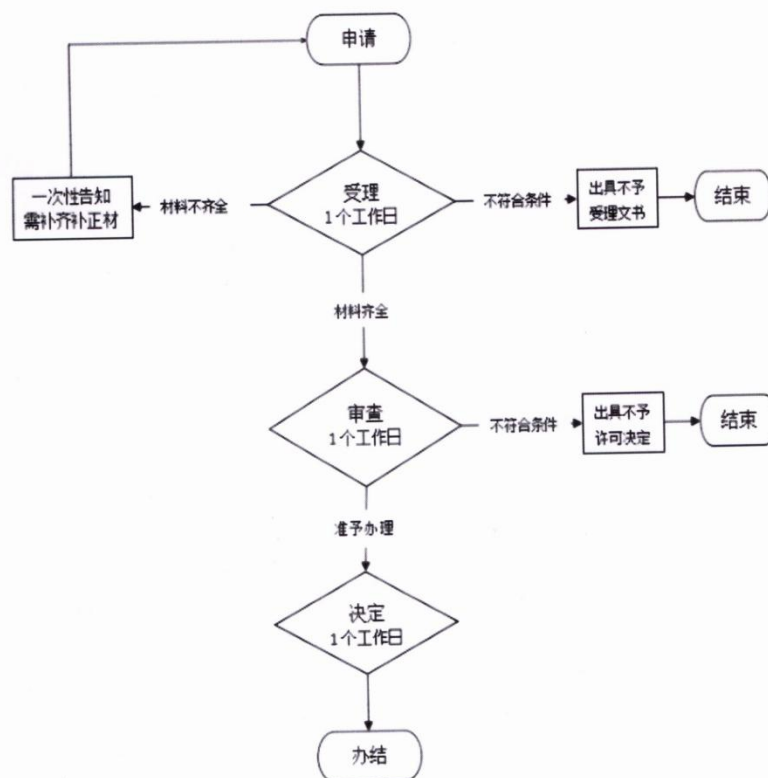 申请
一次性告知
需补齐补正材
材料不齐全
受理
1个工作日
不符合条件
出具不予
受理文书
结束
材料齐全
审查
1个工作日
不符合条件
出具不予
许可决定
结束
准予办理
决定
1个工作日
办结